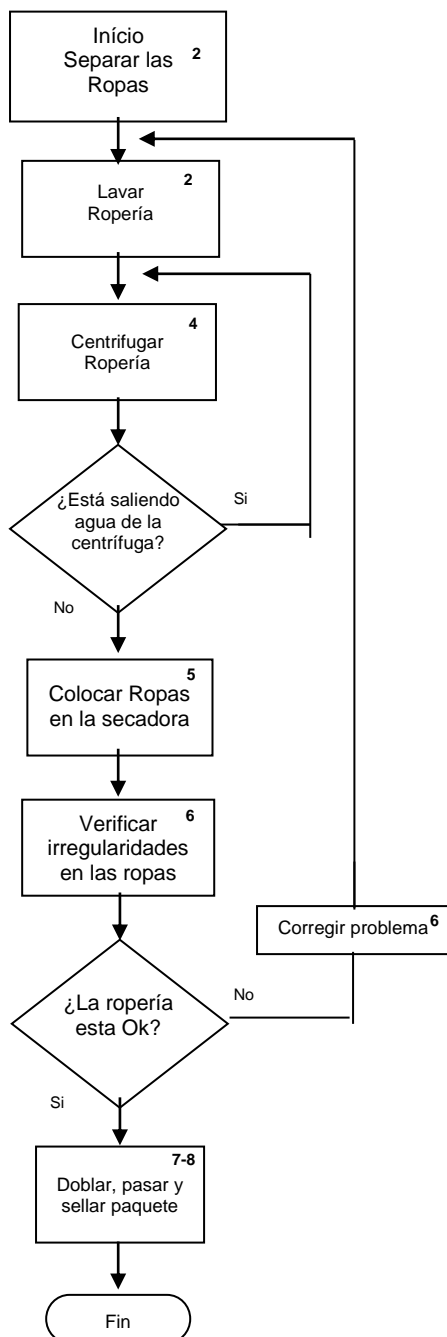 Início
Separar las
Ropas
2
2
Lavar
Ropería
4
Centrifugar
Ropería
¿Está saliendo
agua de la
centrífuga?
Si
No
5
Colocar Ropas
en la secadora
6
Verificar
irregularidades
en las ropas
Corregir problema 6
¿La ropería
esta Ok?
No
Si
7-8
Doblar, pasar y
sellar paquete
Fin